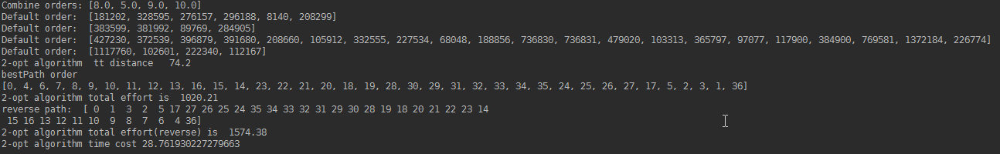 Combine orders: [8.0, 5.0, 9.0, 10.0]
Default order:  [181202, 328595, 276157, 296188, 8140, 208299]
Default order:  [383599, 381992, 89769, 284905]
Default order:  [427230, 372539, 396879, 391680, 208660, 105912, 332555, 227534, 68048, 188856, 736830, 736831, 479020, 103313, 365797, 97077, 117900, 384900, 769581, 1372184, 226774]
Default order:  [1117760, 102601, 222340, 112167]
2-opt algorithm  tt distance   74.2
bestPath order
[0, 4, 6, 7, 8, 9, 10, 11, 12, 13, 16, 15, 14, 23, 22, 21, 20, 18, 19, 28, 30, 29, 31, 32, 33, 34, 35, 24, 25, 26, 27, 17, 5, 2, 3, 1, 36]
2-opt algorithm total effort is  1020.21
reverse path:  [ 0  1  3  2  5 17 27 26 25 24 35 34 33 32 31 29 30 28 19 18 20 21 22 23 14
 15 16 13 12 11 10  9  8  7  6  4 36]
2-opt algorithm total effort(reverse) is  1574.38
2-opt algorithm time cost 28.761930227279663